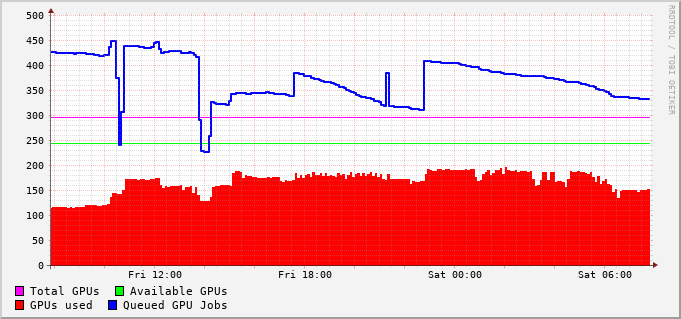 500
450
400
350
300
250
200
150
100
50
0
Fri 12:00 Fri 18:00 Sat 00:00 Sat 06:00
Total GPUs Available GPUs
GPUs used Queued GPU Jobs
RRDTOOL / TOBI OETIKER